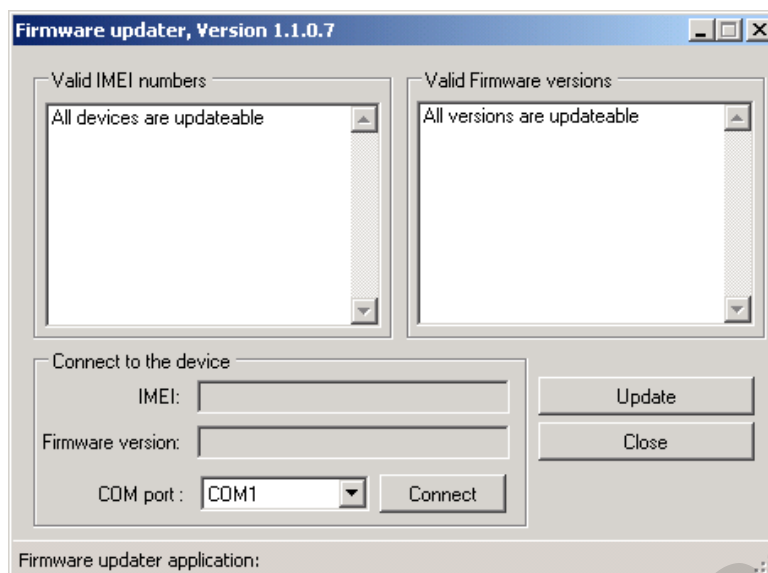 Firmware updater, Version 1.1.0.7
Valid IMEI numbers
All devices are updateable
Valid Firmware versions
All versions are updateable
Connect to the device
IMEI:
Firmware version:
COM port : COM1
Connect
Update
Close
Firmware updater application: